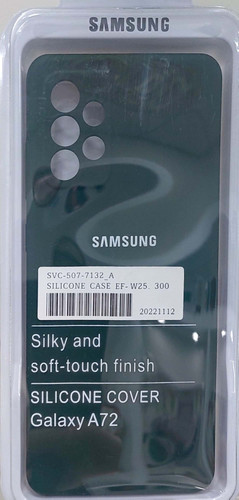 SAMSUNG
SAMSUNG
SVC-507-7132_A
SILICONE CASE EF-W25. 300
20221112
Silky and
soft-touch finish
SILICONE COVER
Galaxy A72